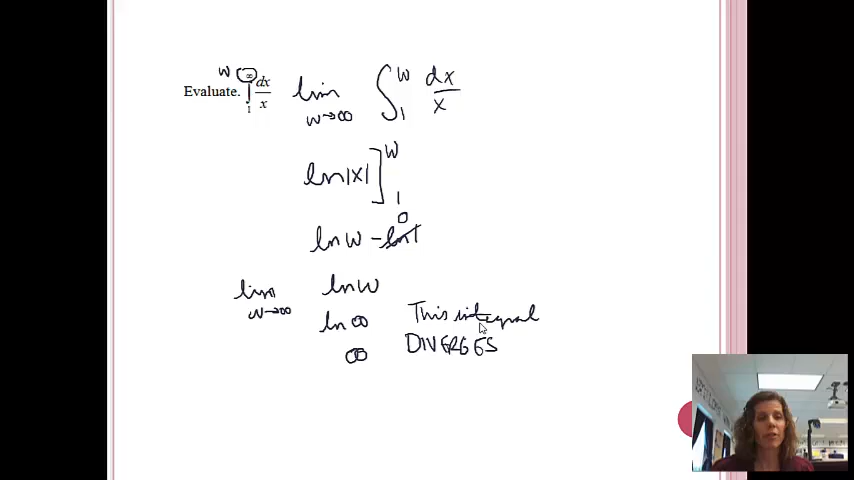 W
Evaluate. ∫₁^∞ dx/x lim w→∞ ∫₁^W dx/x
ln|x|]₁^W
ln W - ln 1 0
lim w→∞ ln W
ln ∞ This integral
∞ DIVERGES